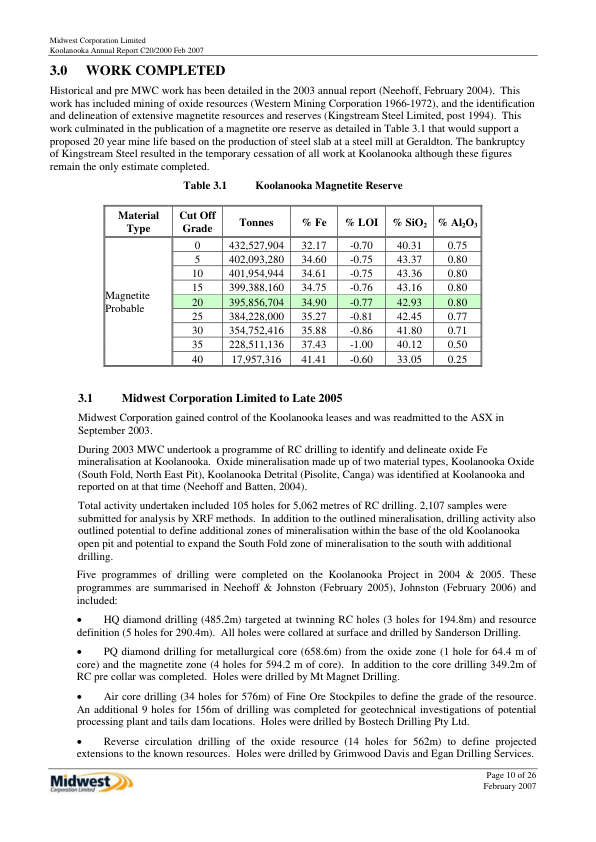 Midwest Corporation Limited
Koolanooka Annual Report C20/2000 Feb 2007
3.0 WORK COMPLETED
Historical and pre MWC work has been detailed in the 2003 annual report (Neehoff, February 2004). This
work has included mining of oxide resources (Western Mining Corporation 1966-1972), and the identification
and delineation of extensive magnetite resources and reserves (Kingstream Steel Limited, post 1994). This
work culminated in the publication of a magnetite ore reserve as detailed in Table 3.1 that would support a
proposed 20 year mine life based on the production of steel slab at a steel mill at Geraldton. The bankruptcy
of Kingstream Steel resulted in the temporary cessation of all work at Koolanooka although these figures
remain the only estimate completed.
Table 3.1 Koolanooka Magnetite Reserve
Material Type Cut Off Grade Tonnes % Fe % LOI % SiO2 % Al2O3
Magnetite Probable
0 432,527,904 32.17 -0.70 40.31 0.75
5 402,093,280 34.60 -0.75 43.37 0.80
10 401,954,944 34.61 -0.75 43.36 0.80
15 399,388,160 34.75 -0.76 43.16 0.80
20 395,856,704 34.90 -0.77 42.93 0.80
25 384,228,000 35.27 -0.81 42.45 0.77
30 354,752,416 35.88 -0.86 41.80 0.71
35 228,511,136 37.43 -1.00 40.12 0.50
40 17,957,316 41.41 -0.60 33.05 0.25
3.1 Midwest Corporation Limited to Late 2005
Midwest Corporation gained control of the Koolanooka leases and was readmitted to the ASX in
September 2003.
During 2003 MWC undertook a programme of RC drilling to identify and delineate oxide Fe
mineralisation at Koolanooka. Oxide mineralisation made up of two material types, Koolanooka Oxide
(South Fold, North East Pit), Koolanooka Detrital (Pisolite, Canga) was identified at Koolanooka and
reported on at that time (Neehoff and Batten, 2004).
Total activity undertaken included 105 holes for 5,062 metres of RC drilling. 2,107 samples were
submitted for analysis by XRF methods. In addition to the outlined mineralisation, drilling activity also
outlined potential to define additional zones of mineralisation within the base of the old Koolanooka
open pit and potential to expand the South Fold zone of mineralisation to the south with additional
drilling.
Five programmes of drilling were completed on the Koolanooka Project in 2004 & 2005. These
programmes are summarised in Neehoff & Johnston (February 2005), Johnston (February 2006) and
included:
• HQ diamond drilling (485.2m) targeted at twinning RC holes (3 holes for 194.8m) and resource
definition (5 holes for 290.4m). All holes were collared at surface and drilled by Sanderson Drilling.
• PQ diamond drilling for metallurgical core (658.6m) from the oxide zone (1 hole for 64.4 m of
core) and the magnetite zone (4 holes for 594.2 m of core). In addition to the core drilling 349.2m of
RC pre collar was completed. Holes were drilled by Mt Magnet Drilling.
• Air core drilling (34 holes for 576m) of Fine Ore Stockpiles to define the grade of the resource.
An additional 9 holes for 156m of drilling was completed for geotechnical investigations of potential
processing plant and tails dam locations. Holes were drilled by Bostech Drilling Pty Ltd.
• Reverse circulation drilling of the oxide resource (14 holes for 562m) to define projected
extensions to the known resources. Holes were drilled by Grimwood Davis and Egan Drilling Services.
Midwest
Corporation Limited
Page 10 of 26
February 2007